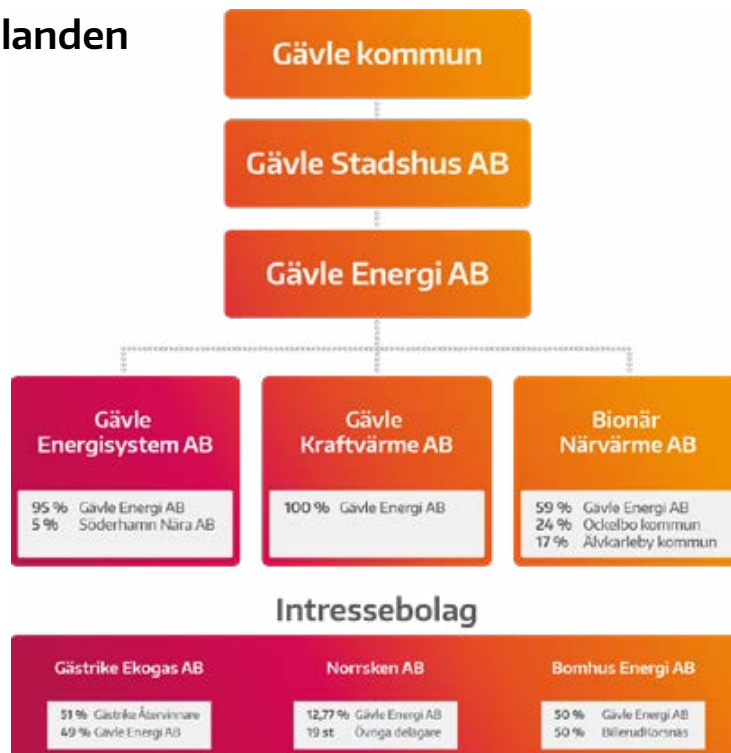 landen
Gävle kommun
Gävle Stadshus AB
Gävle Energi AB
Gävle
Energisystem AB
95 % Gävle Energi AB
5 % Söderhamn Nära AB
Gävle
Kraftvärme AB
100 % Gävle Energi AB
Bionär
Närvärme AB
59 % Gävle Energi AB
24 % Ockelbo kommun
17 % Älvkarleby kommun
Intressebolag
Gästrike Ekogas AB
51 % Gästrike Återvinnare
49 % Gävle Energi AB
Norrsken AB
12,77 % Gävle Energi AB
19 st Övriga delägare
Bomhus Energi AB
50 % Gävle Energi AB
50 % BillerudKorsnäs